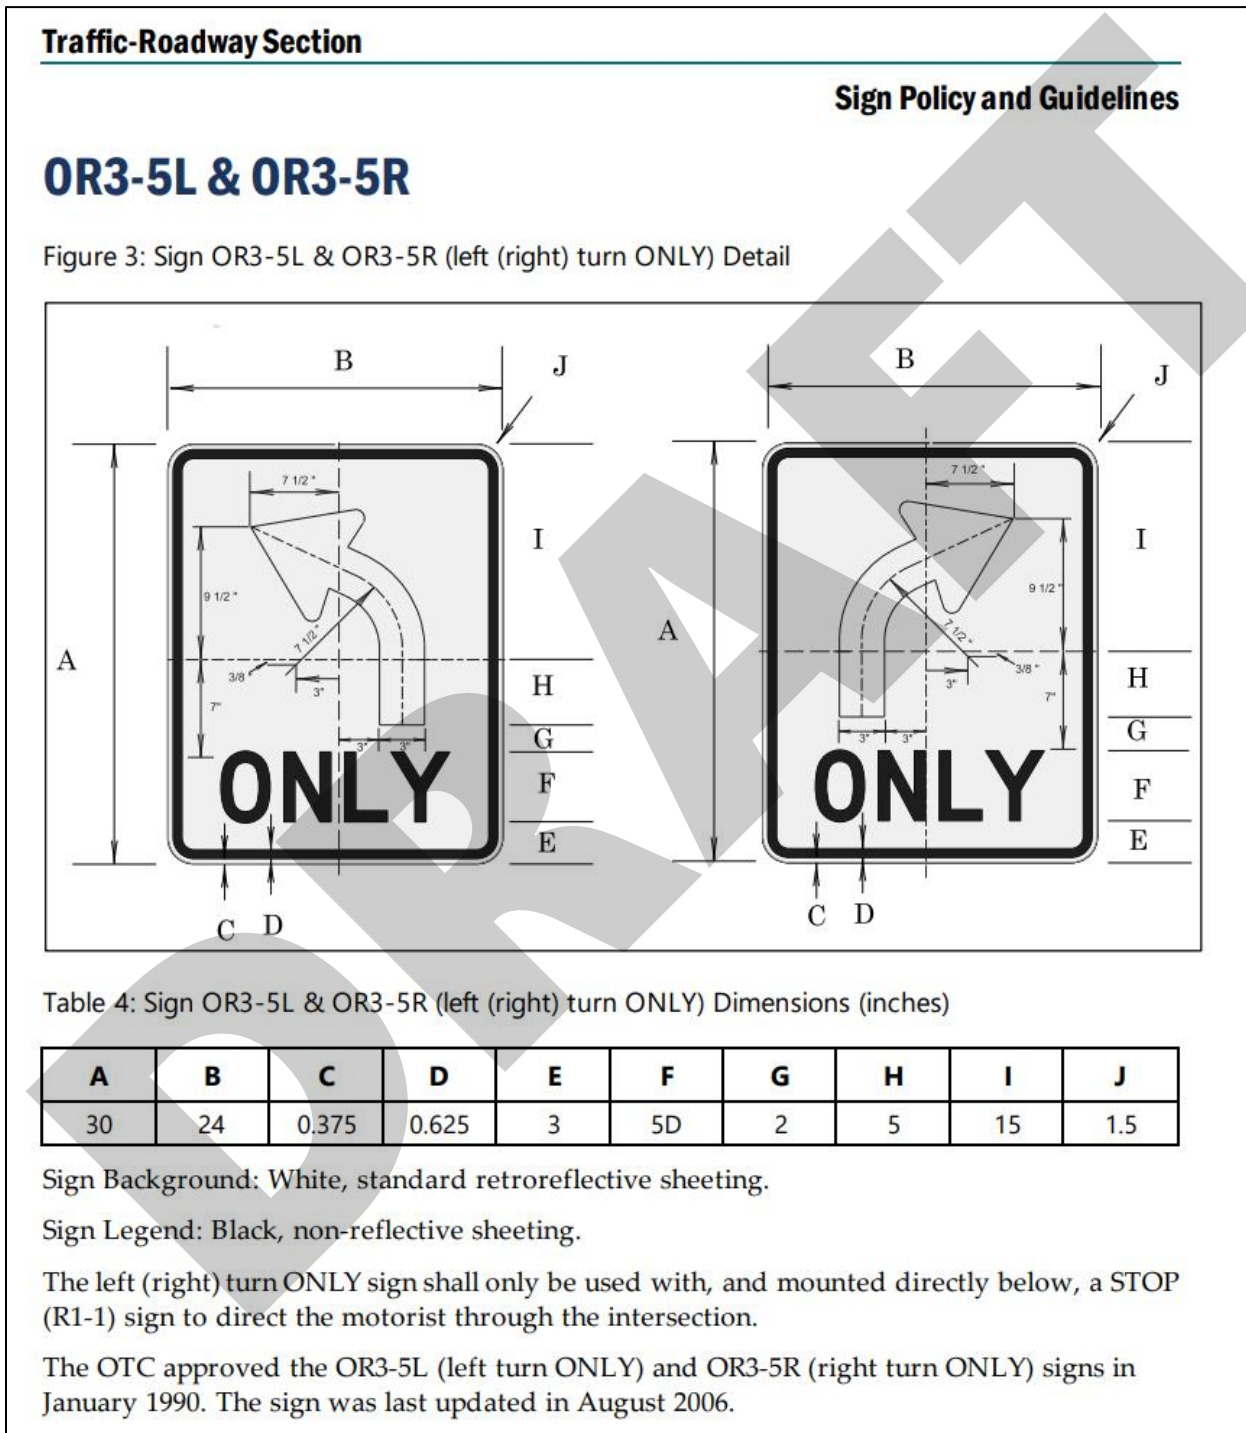 Traffic-Roadway Section
Sign Policy and Guidelines
OR3-5L & OR3-5R
Figure 3: Sign OR3-5L & OR3-5R (left (right) turn ONLY) Detail
B
J
B
J
7 1/2 "
7 1/2 "
I
I
9 1/2 "
9 1/2 "
A
A
7 1/2 "
7 1/2 "
3/8 "
3/8 "
3"
3"
7"
7"
H
H
G
G
3"
3"
3"
3"
ONLY
ONLY
F
F
E
E
C
D
C
D
Table 4: Sign OR3-5L & OR3-5R (left (right) turn ONLY) Dimensions (inches)
A B C D E F G H I J
30 24 0.375 0.625 3 5D 2 5 15 1.5
Sign Background: White, standard retroreflective sheeting.
Sign Legend: Black, non-reflective sheeting.
The left (right) turn ONLY sign shall only be used with, and mounted directly below, a STOP
(R1-1) sign to direct the motorist through the intersection.
The OTC approved the OR3-5L (left turn ONLY) and OR3-5R (right turn ONLY) signs in
January 1990. The sign was last updated in August 2006.
DRAFT